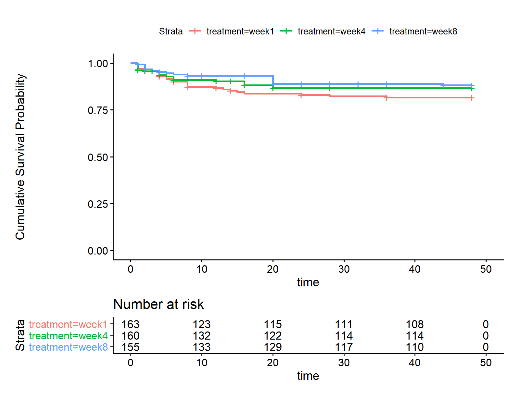 Strata treatment=week1 treatment=week4 treatment=week8
Cumulative Survival Probability
1.00
0.75
0.50
0.25
0.00
0 10 20 30 40 50
time
Number at risk
Strata
treatment=week1 163 123 115 111 108 0
treatment=week4 160 132 122 114 114 0
treatment=week8 155 133 129 117 110 0
0 10 20 30 40 50
time